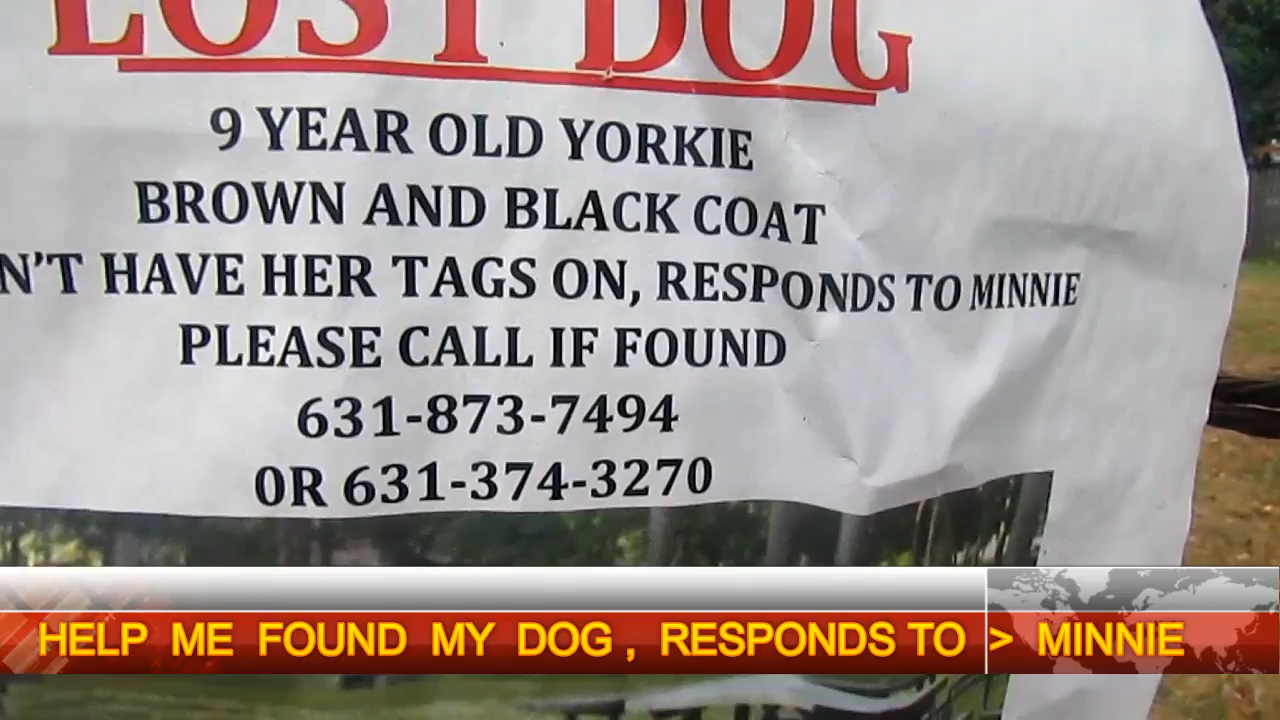 LOST DOG
9 YEAR OLD YORKIE
BROWN AND BLACK COAT
N'T HAVE HER TAGS ON, RESPONDS TO MINNIE
PLEASE CALL IF FOUND
631-873-7494
OR 631-374-3270
HELP ME FOUND MY DOG , RESPONDS TO > MINNIE